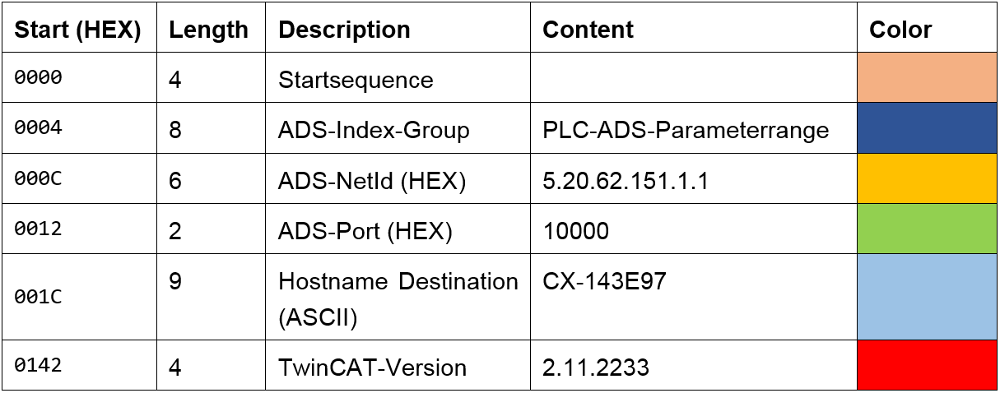 Start (HEX) Length Description Content Color
0000 4 Startsequence
0004 8 ADS-Index-Group PLC-ADS-Parameterrange
000C 6 ADS-NetId (HEX) 5.20.62.151.1.1
0012 2 ADS-Port (HEX) 10000
001C 9 Hostname Destination (ASCII) CX-143E97
0142 4 TwinCAT-Version 2.11.2233